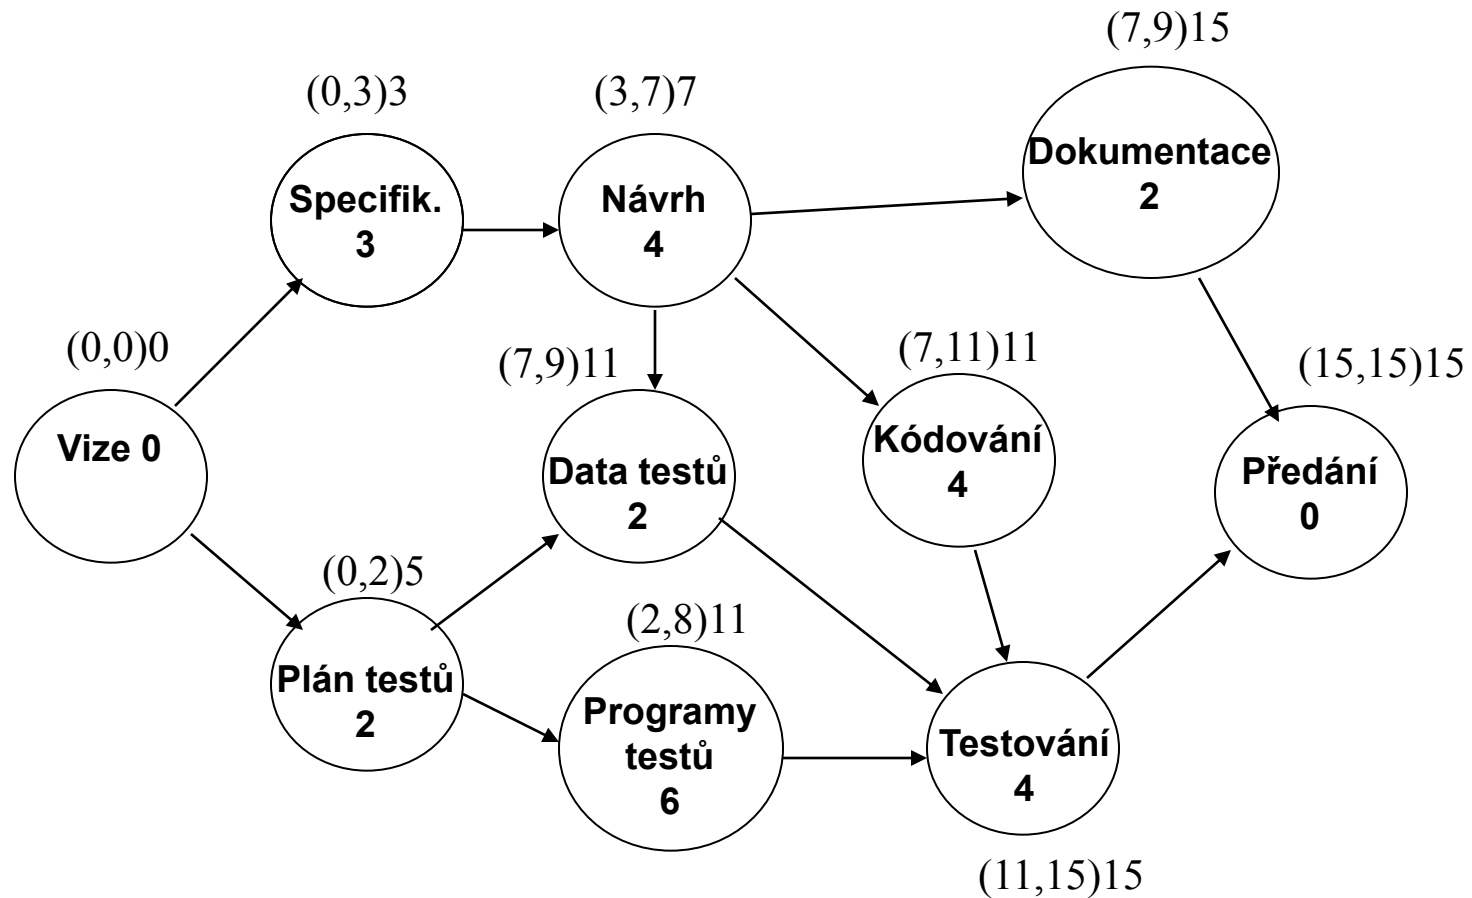 (7,9)15
Dokumentace
2
(0,3)3
Specifik.
3
(3,7)7
Návrh
4
(0,0)0
Vize 0
(7,9)11
Data testů
2
(7,11)11
Kódování
4
(15,15)15
Předání
0
(0,2)5
Plán testů
2
(2,8)11
Programy
testů
6
Testování
4
(11,15)15